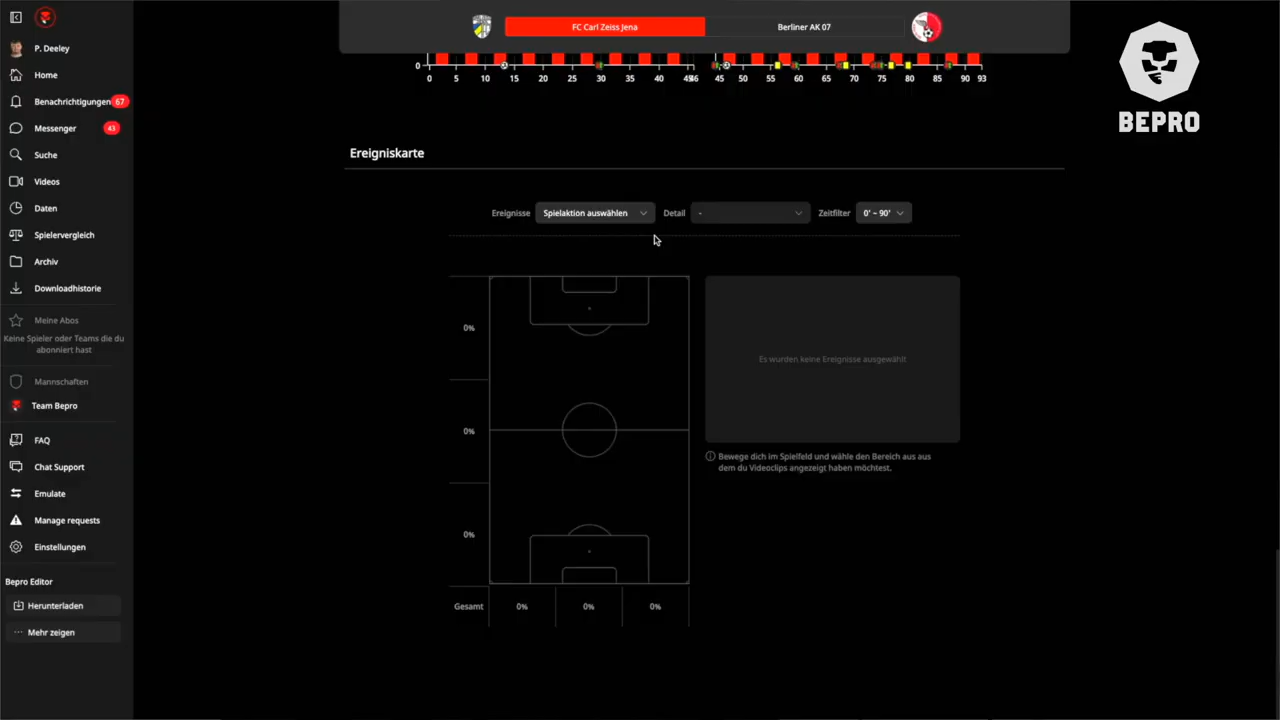 P. Deeley
Home
Benachrichtigungen 67
Messenger 43
Suche
Videos
Daten
Spielervergleich
Archiv
Downloadhistorie
Meine Abos
Keine Spieler oder Teams die du
abonniert hast
Mannschaften
Team Bepro
FAQ
Chat Support
Emulate
Manage requests
Einstellungen
Bepro Editor
Herunterladen
Mehr zeigen
FC Carl Zeiss Jena Berliner AK 07
BEPRO
0
0 5 10 15 20 25 30 35 40 45 46 45 50 55 60 65 70 75 80 85 90 93
Ereigniskarte
Ereignisse Spielaktion auswählen Detail - Zeitfilter 0' ~ 90'
0%
0%
0%
Gesamt 0% 0% 0%
Es wurden keine Ereignisse ausgewählt
Bewege dich im Spielfeld und wähle den Bereich aus aus
dem du Videoclips angezeigt haben möchtest.